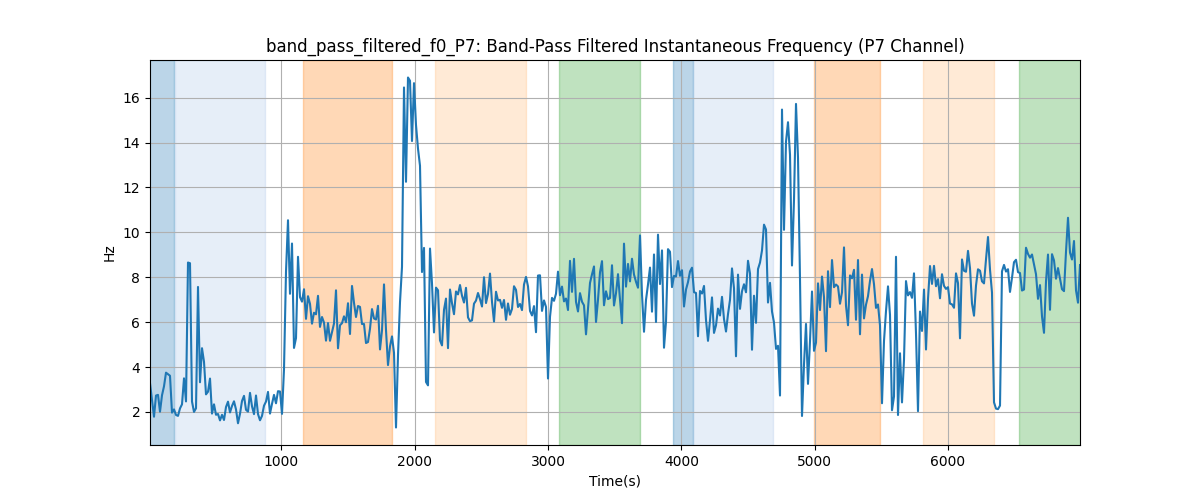 band_pass_filtered_f0_P7: Band-Pass Filtered Instantaneous Frequency (P7 Channel)
16
14
12
10
8
6
4
2
Hz
1000 2000 3000 4000 5000 6000
Time(s)